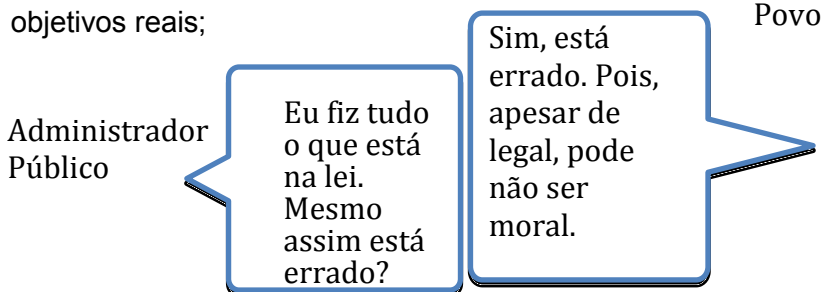 objetivos reais;
Povo
Administrador
Público
Eu fiz tudo
o que está
na lei.
Mesmo
assim está
errado?
Sim, está
errado. Pois,
apesar de
legal, pode
não ser
moral.